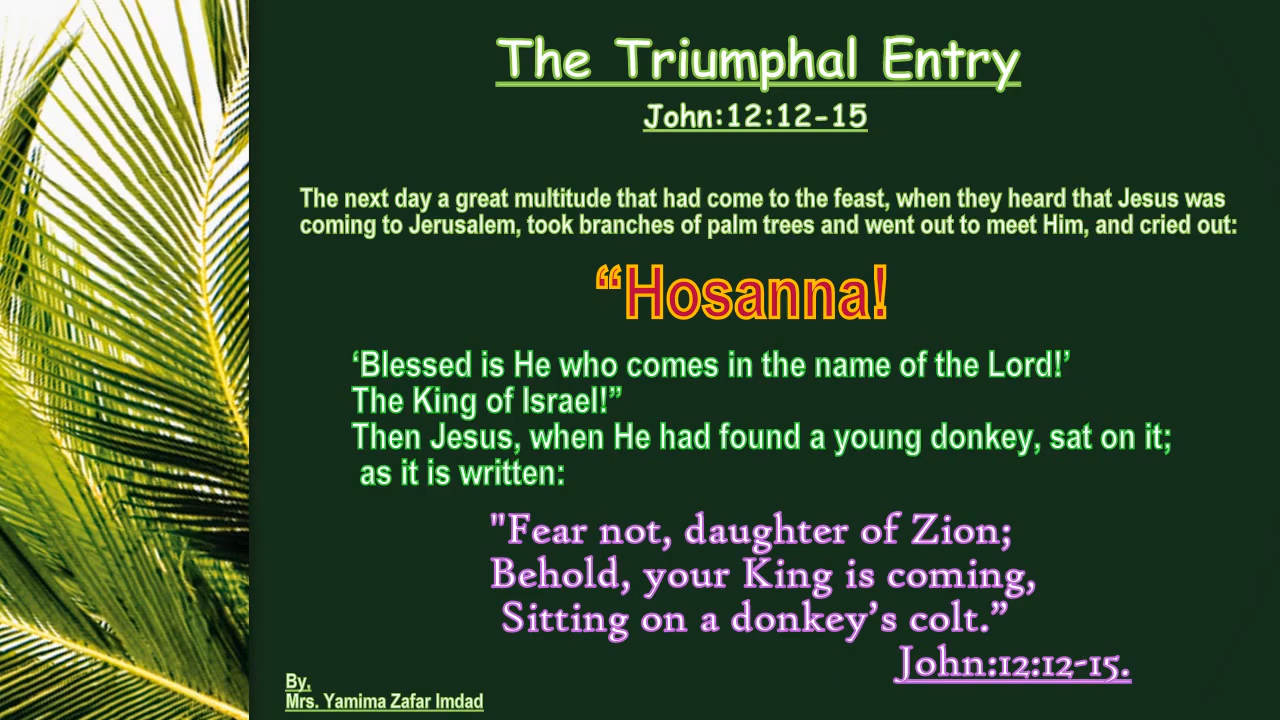 The Triumphal Entry
John:12:12-15
The next day a great multitude that had come to the feast, when they heard that Jesus was
coming to Jerusalem, took branches of palm trees and went out to meet Him, and cried out:
“Hosanna!
‘Blessed is He who comes in the name of the Lord!’
The King of Israel!”
Then Jesus, when He had found a young donkey, sat on it;
as it is written:
"Fear not, daughter of Zion;
Behold, your King is coming,
Sitting on a donkey’s colt.”
John:12:12-15.
By,
Mrs. Yamima Zafar Imdad